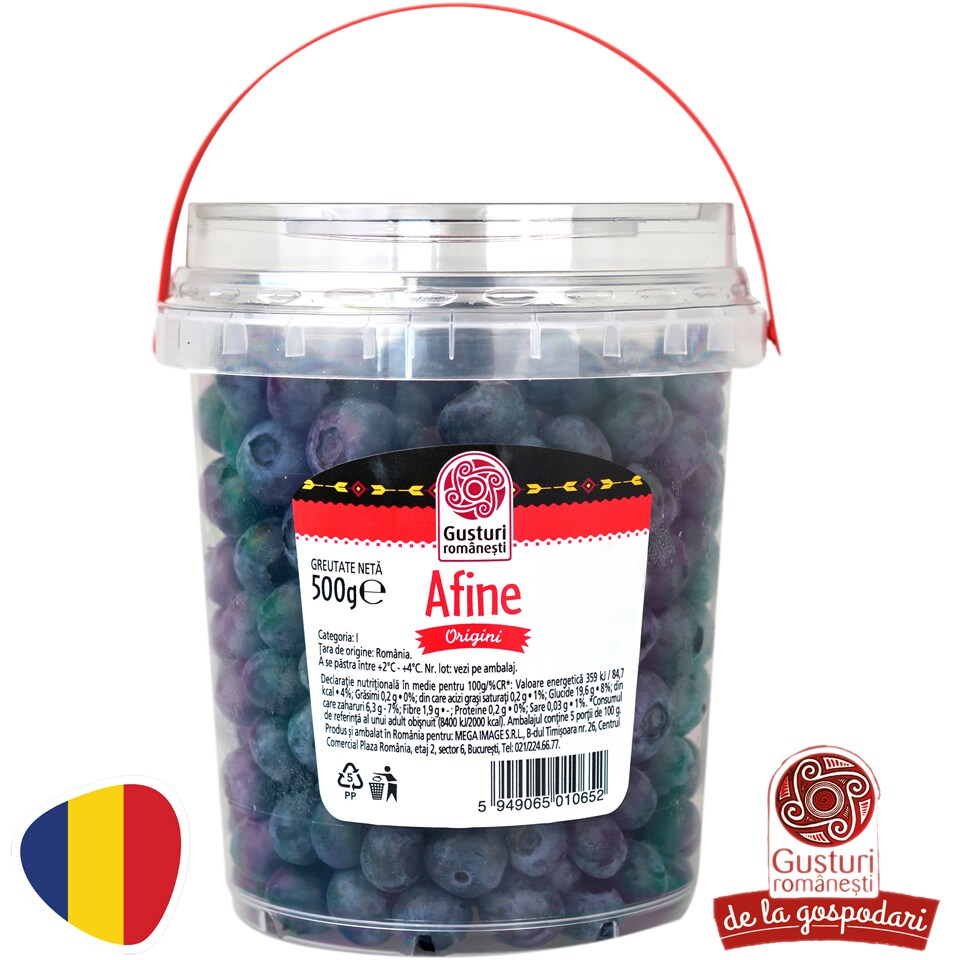 Gusturi
românești
GREUTATE NETĂ
500g℮
Afine
Origini
Categoria: I
Țara de origine: România.
A se păstra între +2°C - +4°C. Nr. lot: vezi pe ambalaj.
Declarație nutrițională în medie pentru 100g/%CR*: Valoare energetică 359 kJ / 84,7
kcal • 4%; Grăsimi 0,2 g • 0%; din care acizi grași saturați 0,2 g • 1%; Glucide 19,6 g • 8%; din
care zaharuri 6,3 g - 7%; Fibre 1,9 g • - ; Proteine 0,2 g • 0%; Sare 0,03 g • 1%. *Consumul
de referință al unui adult obișnuit (8400 kJ/2000 kcal). Ambalajul conține 5 porții de 100 g.
Produs și ambalat în România pentru: MEGA IMAGE S.R.L., B-dul Timișoara nr. 26, Centrul
Comercial Plaza România, etaj 2, sector 6, București, Tel: 021/224.66.77.
5
PP
5 949065 010652
Gusturi
românești
de la gospodari